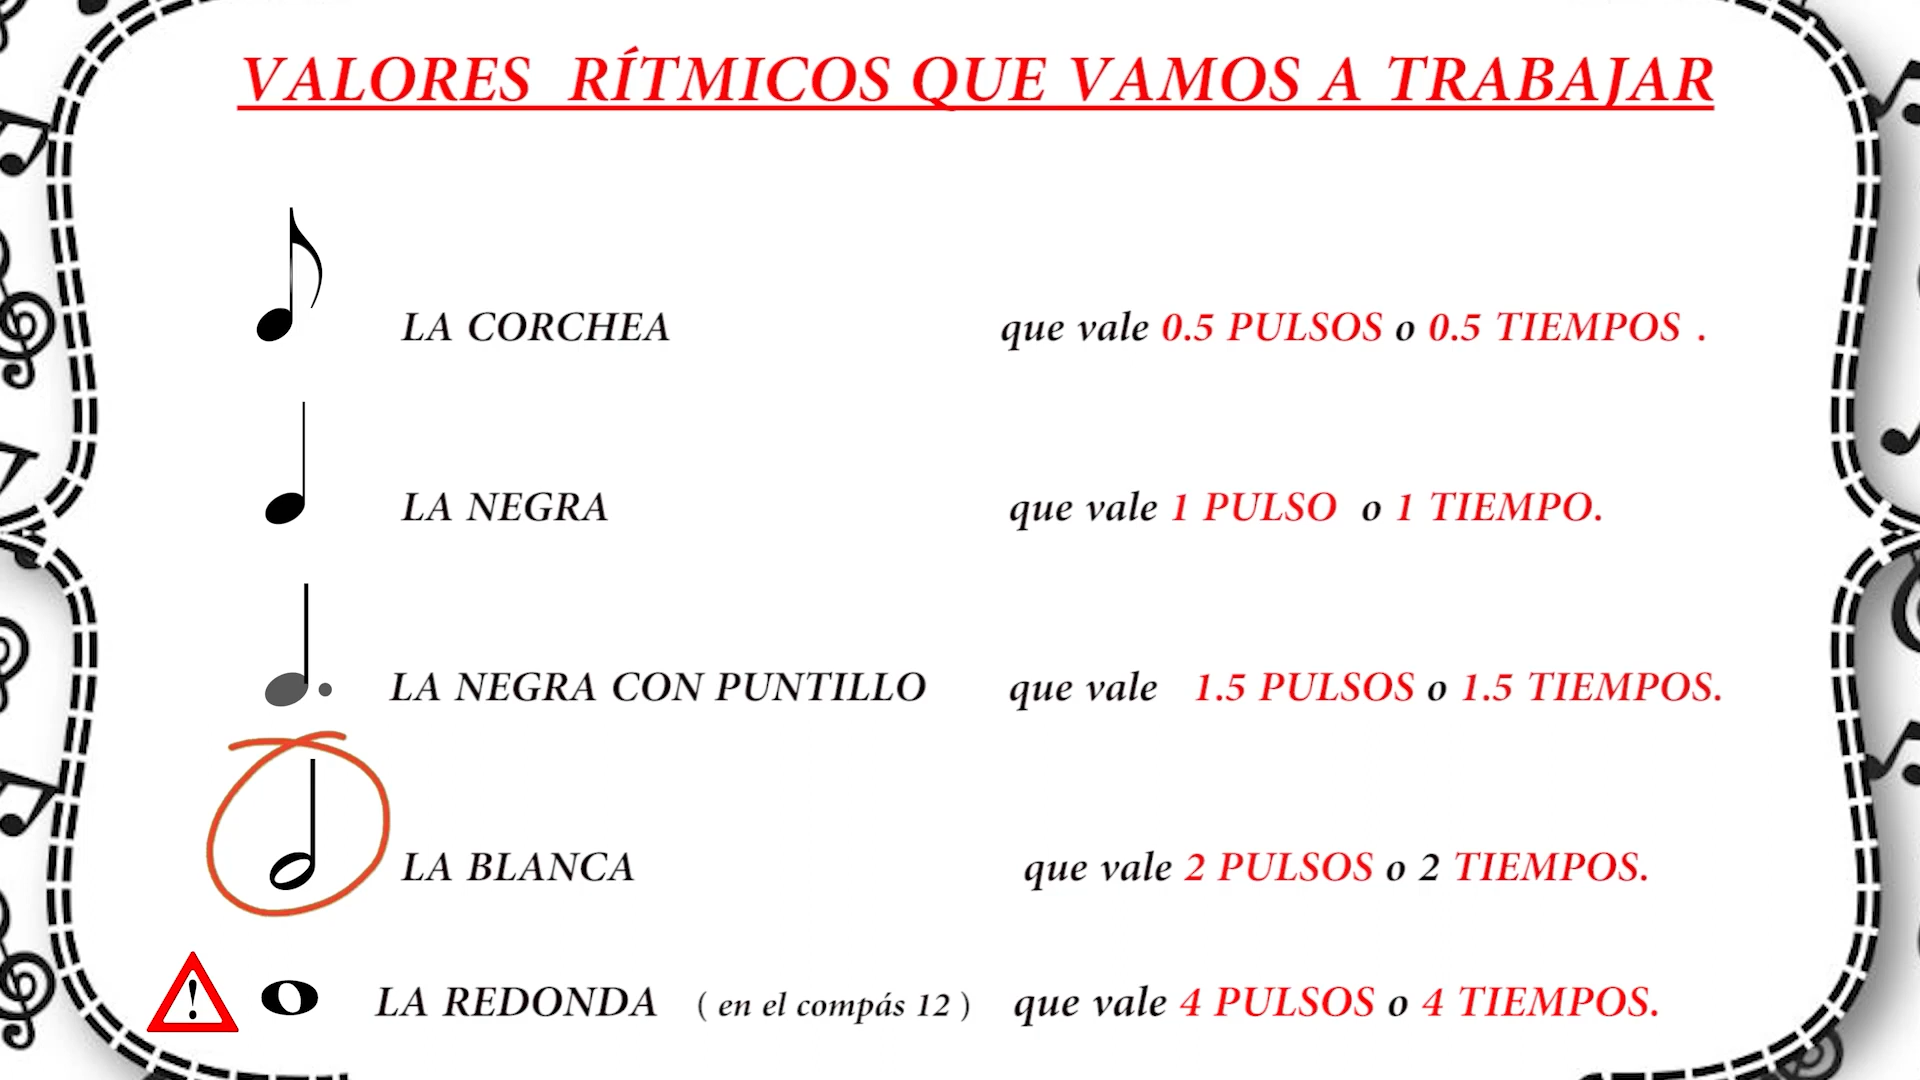 VALORES RÍTMICOS QUE VAMOS A TRABAJAR
LA CORCHEA que vale 0.5 PULSOS o 0.5 TIEMPOS .
LA NEGRA que vale 1 PULSO o 1 TIEMPO.
LA NEGRA CON PUNTILLO que vale 1.5 PULSOS o 1.5 TIEMPOS.
LA BLANCA que vale 2 PULSOS o 2 TIEMPOS.
! LA REDONDA ( en el compás 12 ) que vale 4 PULSOS o 4 TIEMPOS.